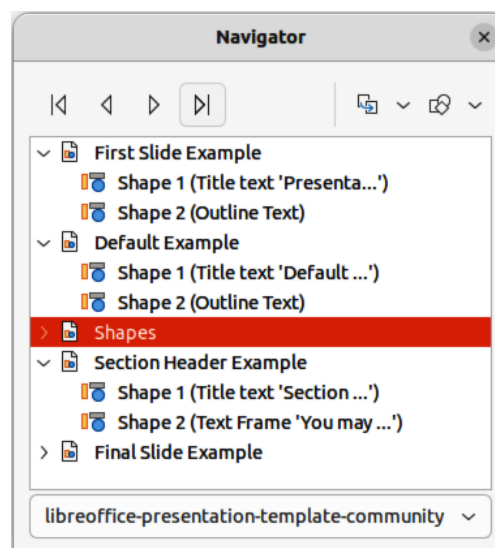 Navigator
First Slide Example
Shape 1 (Title text 'Presenta...')
Shape 2 (Outline Text)
Default Example
Shape 1 (Title text 'Default ...')
Shape 2 (Outline Text)
Shapes
Section Header Example
Shape 1 (Title text 'Section ...')
Shape 2 (Text Frame 'You may ...')
Final Slide Example
libreoffice-presentation-template-community